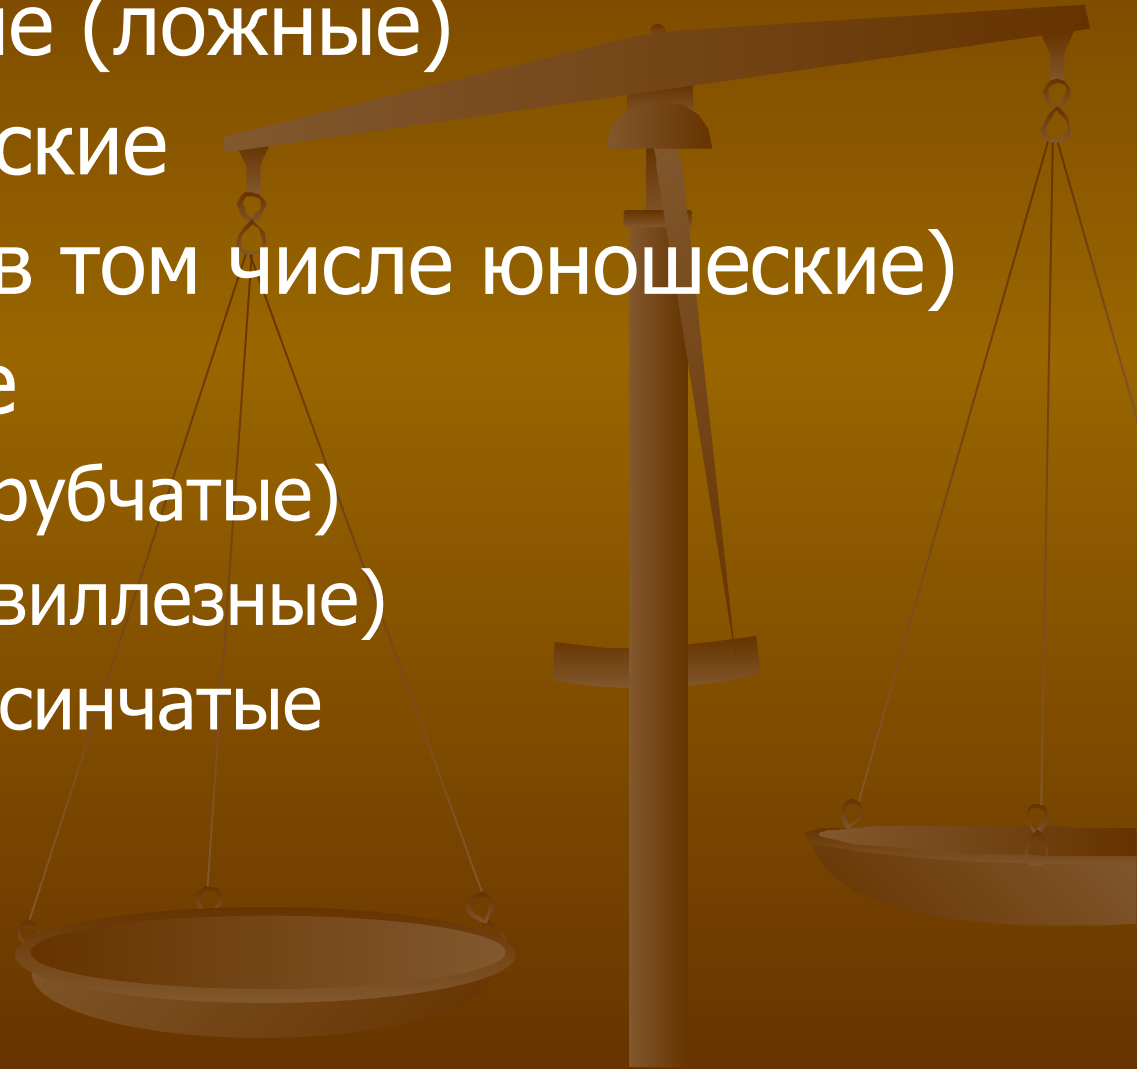 ие (ложные)
ские
в том числе юношеские)
е
рубчатые)
виллезные)
синчатые